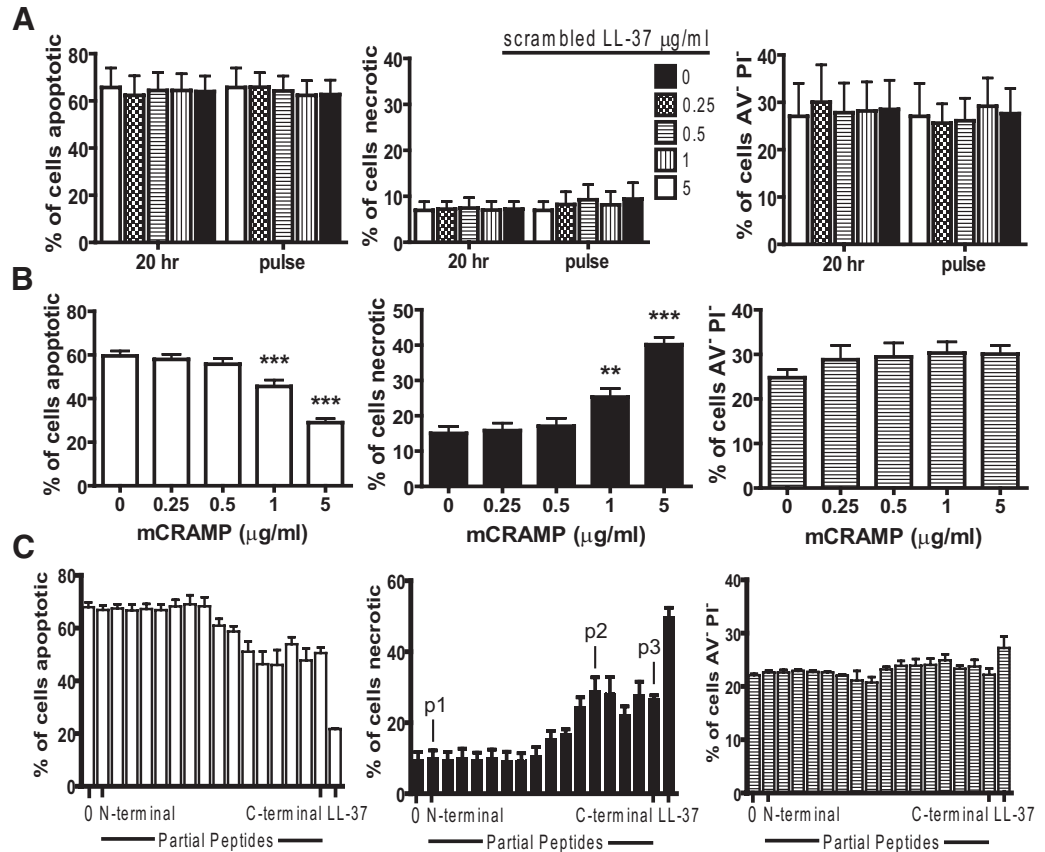 A
% of cells apoptotic
80
60
40
20
0
20 hr
pulse
% of cells necrotic
40
30
20
10
0
20 hr
pulse
scrambled LL-37 μg/ml
0
0.25
0.5
1
5
% of cells AV⁻ PI⁻
40
30
20
10
0
20 hr
pulse
B
% of cells apoptotic
80
60
40
20
0
***
***
0 0.25 0.5 1 5
mCRAMP (μg/ml)
% of cells necrotic
50
40
30
20
10
0
**
***
0 0.25 0.5 1 5
mCRAMP (μg/ml)
% of cells AV⁻ PI⁻
40
30
20
10
0
0 0.25 0.5 1 5
mCRAMP (μg/ml)
C
% of cells apoptotic
80
60
40
20
0
0 N-terminal C-terminal LL-37
Partial Peptides
% of cells necrotic
60
40
20
0
p1
p2
p3
0 N-terminal C-terminal LL-37
Partial Peptides
% of cells AV⁻ PI⁻
40
30
20
10
0
0 N-terminal C-terminal LL-37
Partial Peptides